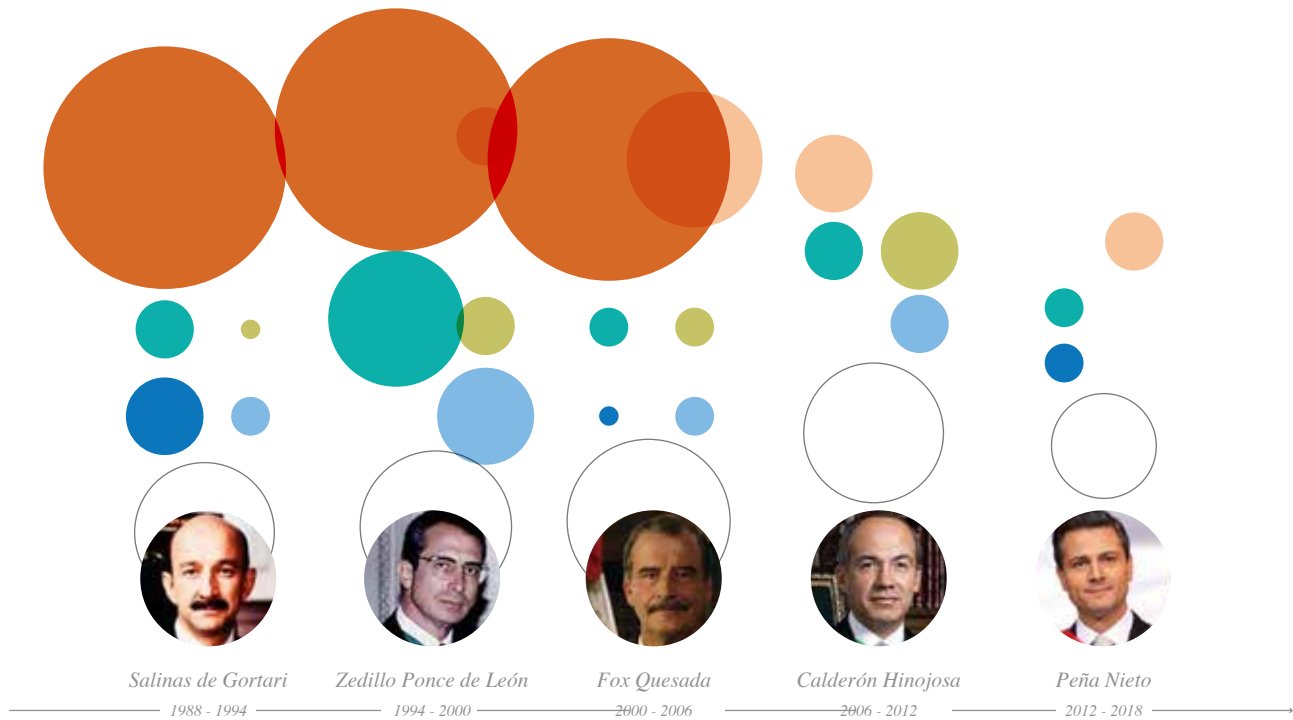 Salinas de Gortari
Zedillo Ponce de León
Fox Quesada
Calderón Hinojosa
Peña Nieto
1988 - 1994
1994 - 2000
2000 - 2006
2006 - 2012
2012 - 2018